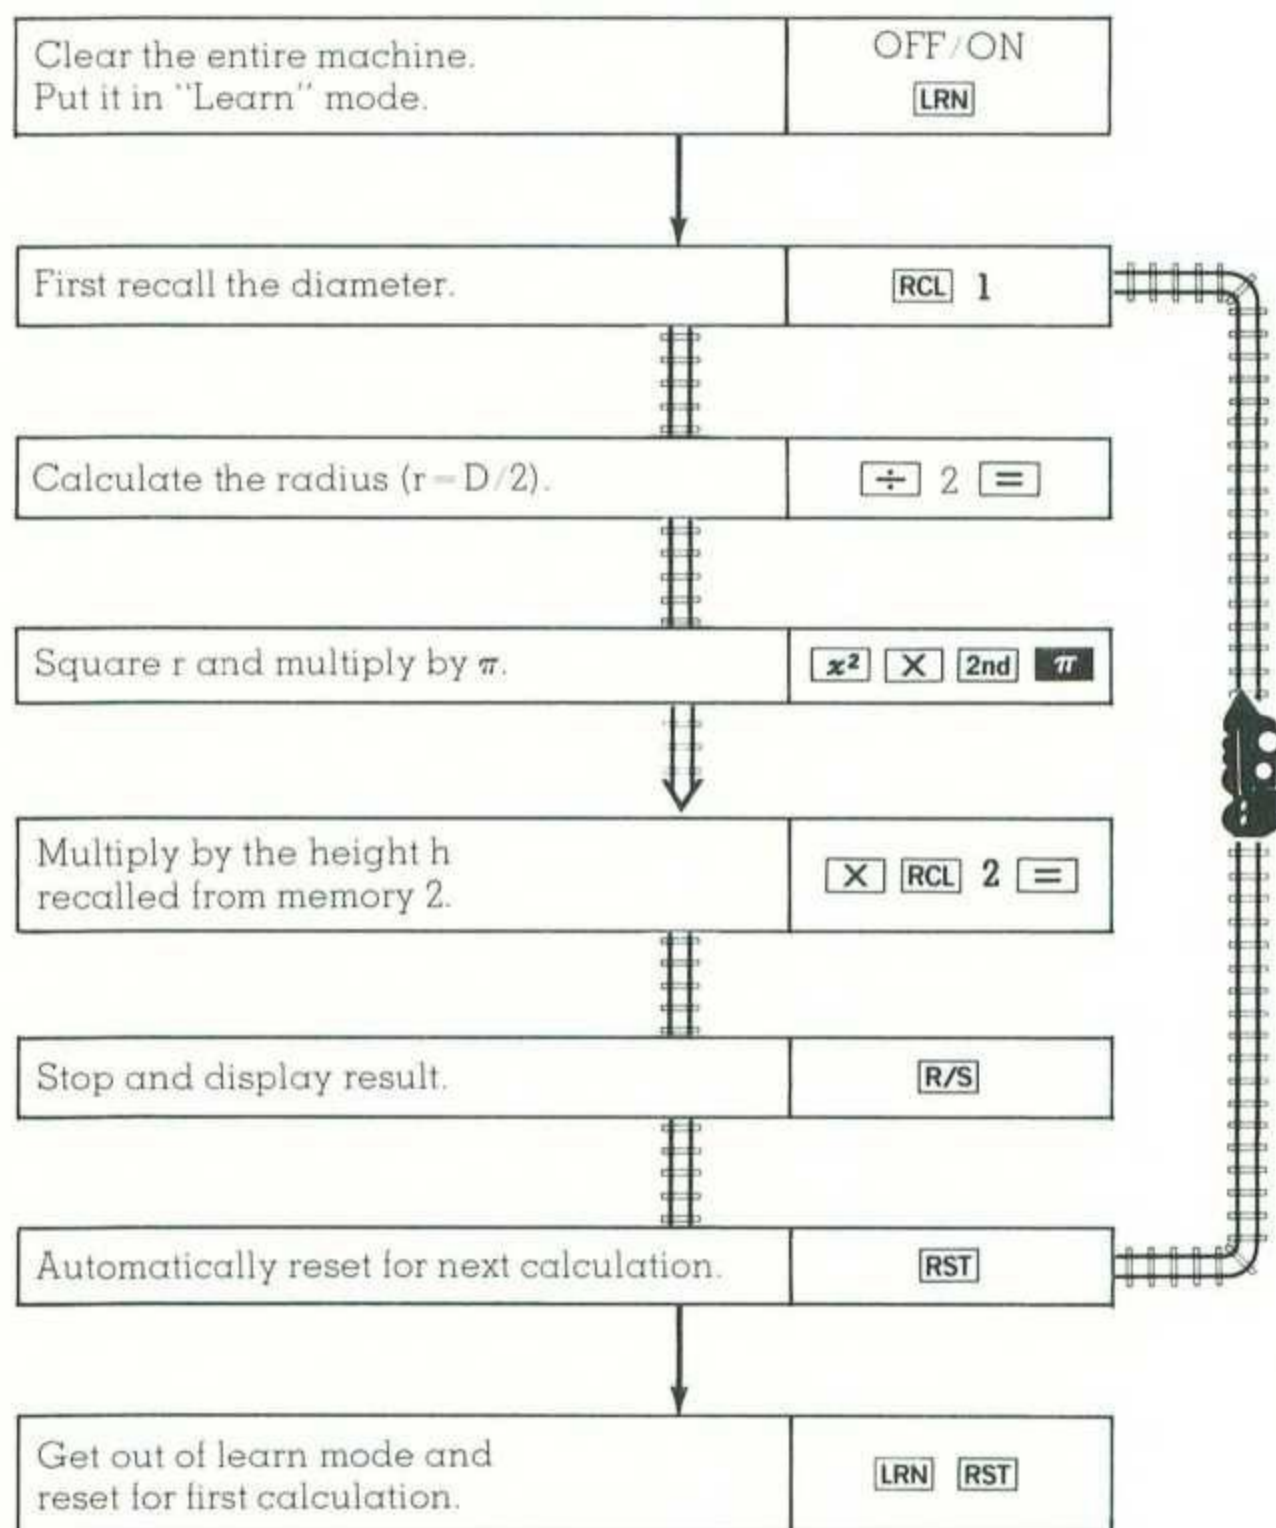 Clear the entire machine.
Put it in "Learn" mode.
OFF/ON
LRN
First recall the diameter.
RCL 1
Calculate the radius (r = D/2).
÷ 2 =
Square r and multiply by π.
x² × 2nd π
Multiply by the height h
recalled from memory 2.
× RCL 2 =
Stop and display result.
R/S
Automatically reset for next calculation.
RST
Get out of learn mode and
reset for first calculation.
LRN RST